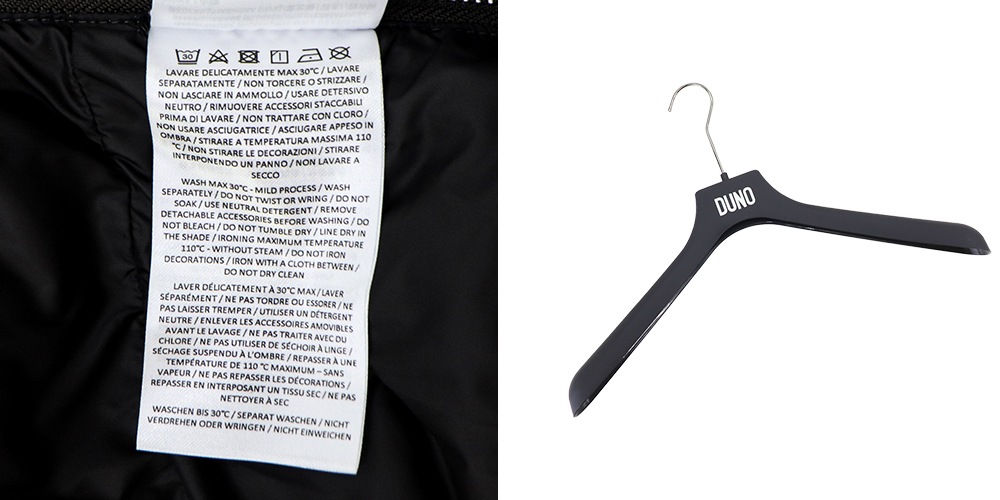 30
LAVARE DELICATAMENTE MAX 30°C / LAVARE
SEPARATAMENTE / NON TORCERE O STRIZZARE /
NON LASCIARE IN AMMOLLO / USARE DETERSIVO
NEUTRO / RIMUOVERE ACCESSORI STACCABILI
PRIMA DI LAVARE / NON TRATTARE CON CLORO /
NON USARE ASCIUGATRICE / ASCIUGARE APPESO IN
OMBRA / STIRARE A TEMPERATURA MASSIMA 110
°C / NON STIRARE LE DECORAZIONI / STIRARE
INTERPONENDO UN PANNO / NON LAVARE A
SECCO
WASH MAX 30°C - MILD PROCESS / WASH
SEPARATELY / DO NOT TWIST OR WRING / DO NOT
SOAK / USE NEUTRAL DETERGENT / REMOVE
DETACHABLE ACCESSORIES BEFORE WASHING / DO
NOT BLEACH / DO NOT TUMBLE DRY / LINE DRY IN
THE SHADE / IRONING MAXIMUM TEMPERATURE
110°C - WITHOUT STEAM / DO NOT IRON
DECORATIONS / IRON WITH A CLOTH BETWEEN /
DO NOT DRY CLEAN
LAVER DÉLICATEMENT À 30°C MAX / LAVER
SÉPARÉMENT / NE PAS TORDRE OU ESSORER / NE
PAS LAISSER TREMPER / UTILISER UN DÉTERGENT
NEUTRE / ENLEVER LES ACCESSOIRES AMOVIBLES
AVANT LE LAVAGE / NE PAS TRAITER AVEC DU
CHLORE / NE PAS UTILISER DE SÉCHOIR À LINGE /
SÉCHAGE SUSPENDU À L'OMBRE / REPASSER À UNE
TEMPÉRATURE DE 110 °C MAXIMUM – SANS
VAPEUR / NE PAS REPASSER LES DÉCORATIONS /
REPASSER EN INTERPOSANT UN TISSU SEC / NE PAS
NETTOYER À SEC
WASCHEN BIS 30°C / SEPARAT WASCHEN / NICHT
VERDREHEN ODER WRINGEN / NICHT EINWEICHEN
DUNO